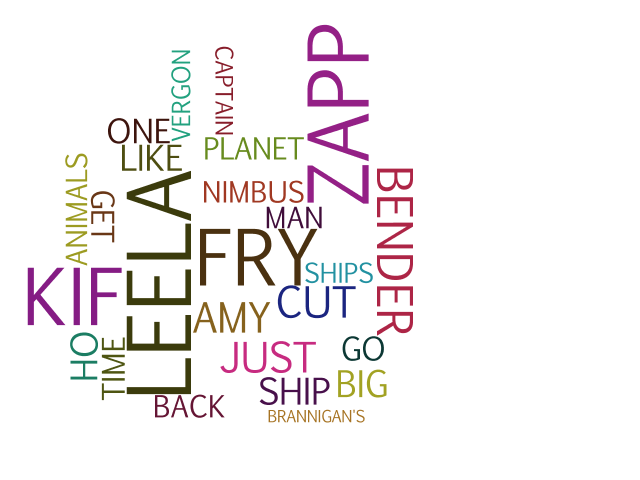 ZAPP
VERGON
CAPTAIN
ONE
LIKE
PLANET
ANIMALS
GET
LEELA
NIMBUS
MAN
BENDER
FRY
SHIPS
KIF
AMY
CUT
HO
TIME
JUST
GO
SHIP
BIG
BACK
BRANNIGAN'S